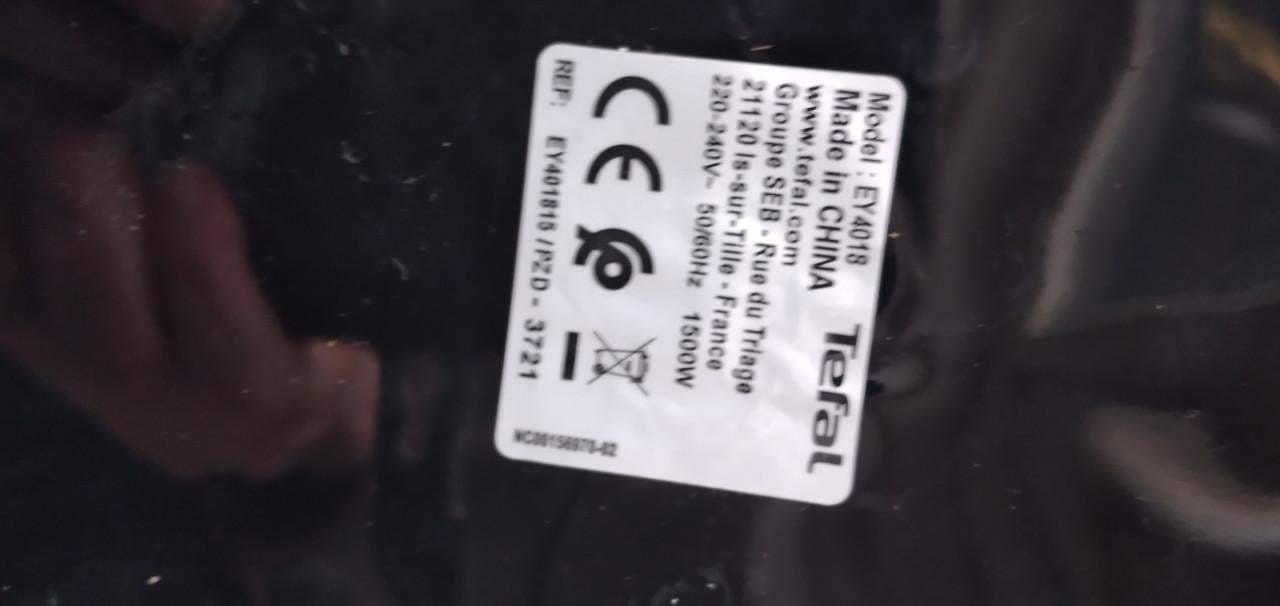 Model : EY4018
Made in CHINA
Tefal
www.tefal.com
Groupe SEB - Rue du Triage
21120 Is-sur-Tille - France
220-240V~ 50/60Hz 1500W
CE
REF: EY401815 / PZD - 3721
NC00156970-02